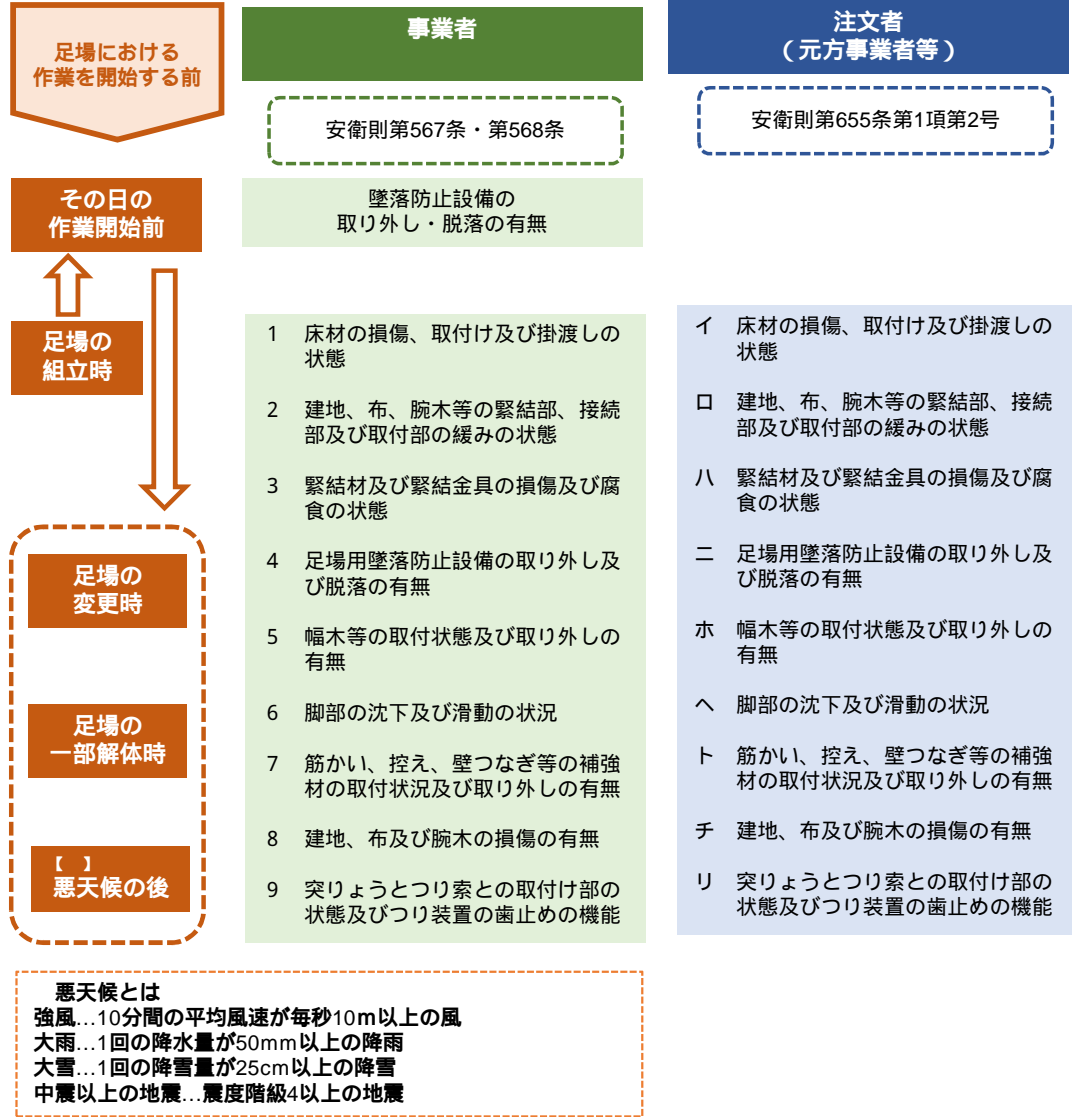 足場における
作業を開始する前
事業者
注文者
(元方事業者等)
安衛則第567条・第568条
安衛則第655条第1項第2号
その日の
作業開始前
墜落防止設備の
取り外し・脱落の有無
足場の
組立時
足場の
変更時
足場の
一部解体時
【　】
悪天候の後
1 床材の損傷、取付け及び掛渡しの
状態
2 建地、布、腕木等の緊結部、接続
部及び取付部の緩みの状態
3 緊結材及び緊結金具の損傷及び腐
食の状態
4 足場用墜落防止設備の取り外し及
び脱落の有無
5 幅木等の取付状態及び取り外しの
有無
6 脚部の沈下及び滑動の状況
7 筋かい、控え、壁つなぎ等の補強
材の取付状況及び取り外しの有無
8 建地、布及び腕木の損傷の有無
9 突りょうとつり索との取付け部の
状態及びつり装置の歯止めの機能
イ 床材の損傷、取付け及び掛渡しの
状態
ロ 建地、布、腕木等の緊結部、接続
部及び取付部の緩みの状態
ハ 緊結材及び緊結金具の損傷及び腐
食の状態
ニ 足場用墜落防止設備の取り外し及
び脱落の有無
ホ 幅木等の取付状態及び取り外しの
有無
ヘ 脚部の沈下及び滑動の状況
ト 筋かい、控え、壁つなぎ等の補強
材の取付状況及び取り外しの有無
チ 建地、布及び腕木の損傷の有無
リ 突りょうとつり索との取付け部の
状態及びつり装置の歯止めの機能
悪天候とは
強風…10分間の平均風速が毎秒10m以上の風
大雨…1回の降水量が50mm以上の降雨
大雪…1回の降雪量が25cm以上の降雪
中震以上の地震…震度階級4以上の地震